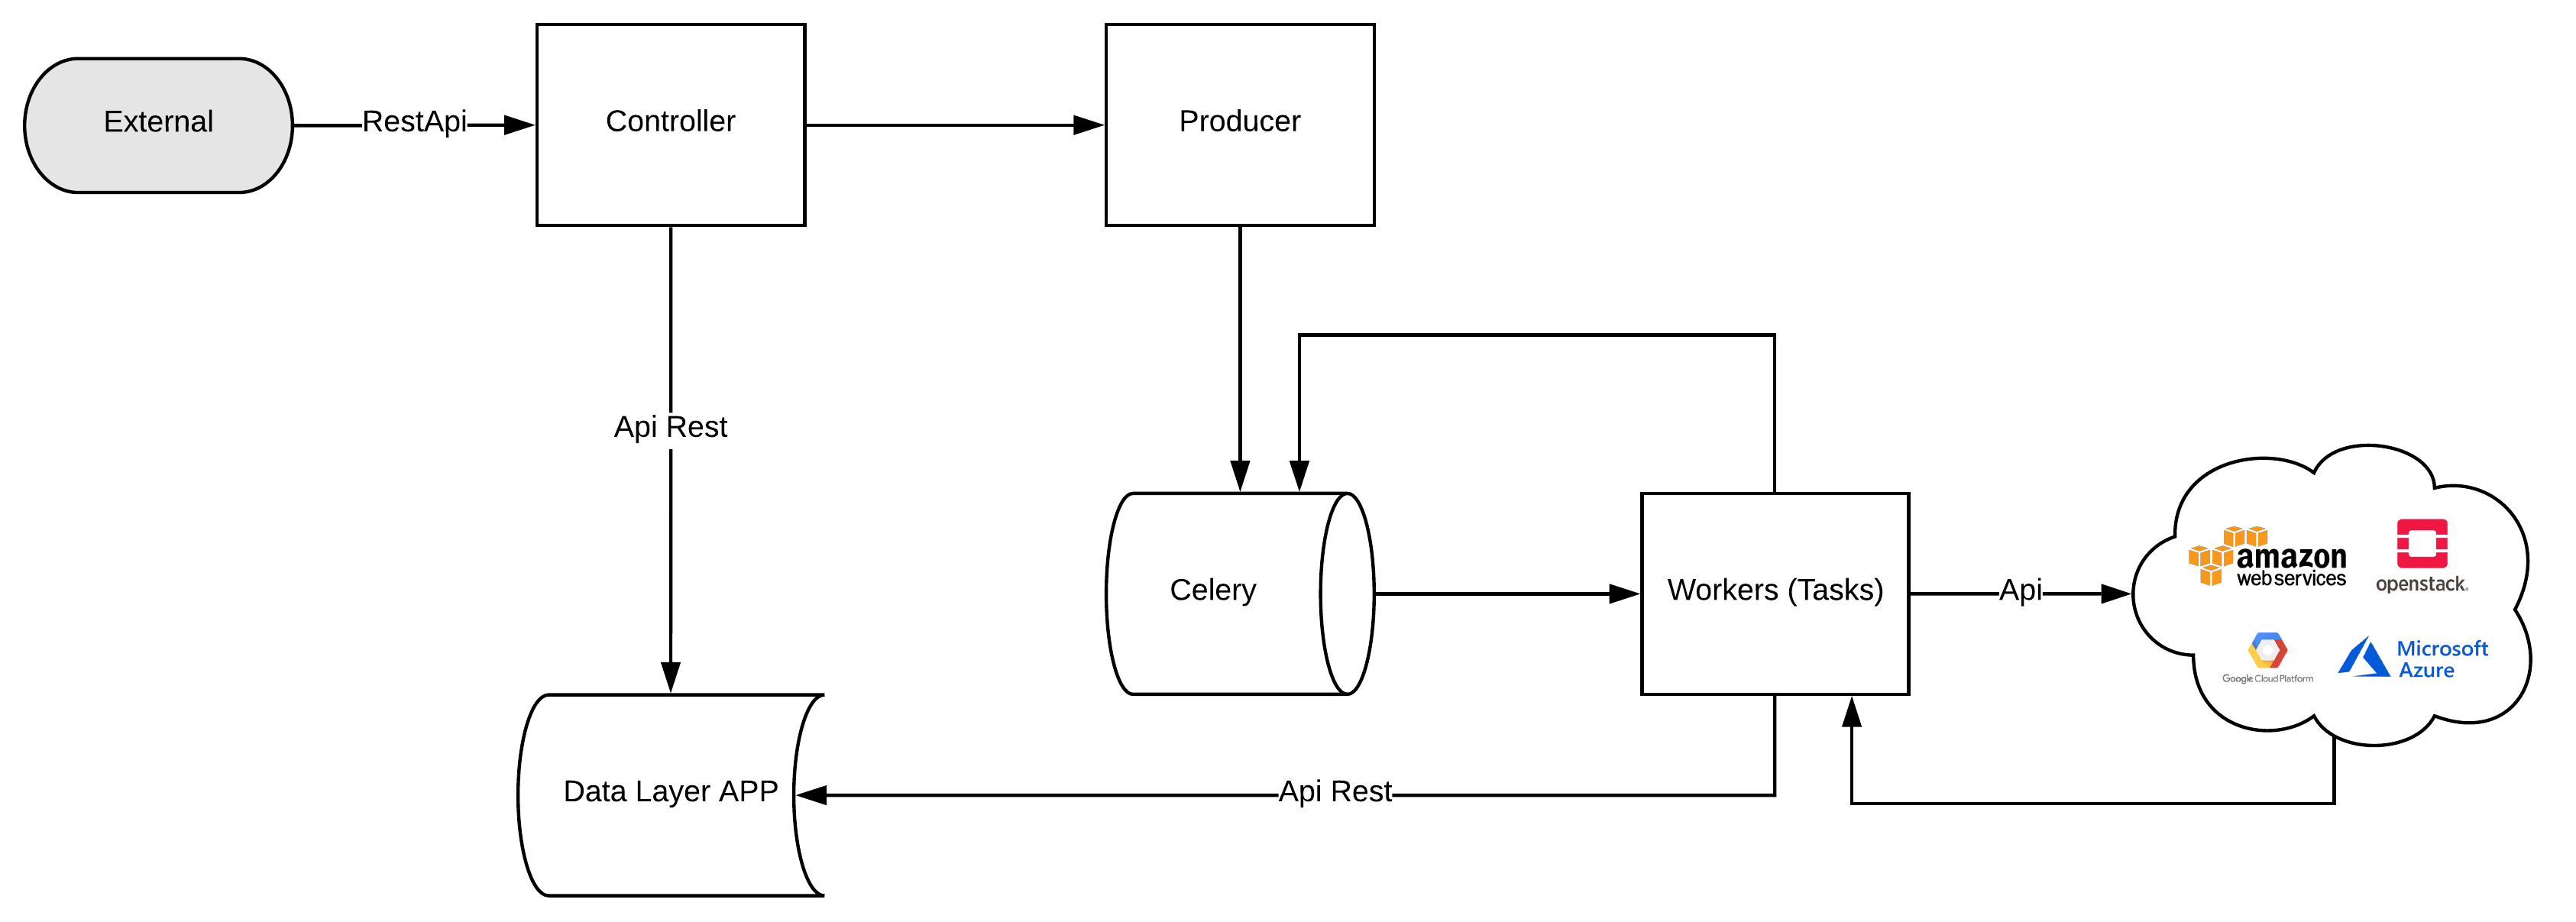 External
RestApi
Controller
Producer
Api Rest
Celery
Workers (Tasks)
Api
amazon
web services
openstack.
Google Cloud Platform
Microsoft
Azure
Data Layer APP
Api Rest